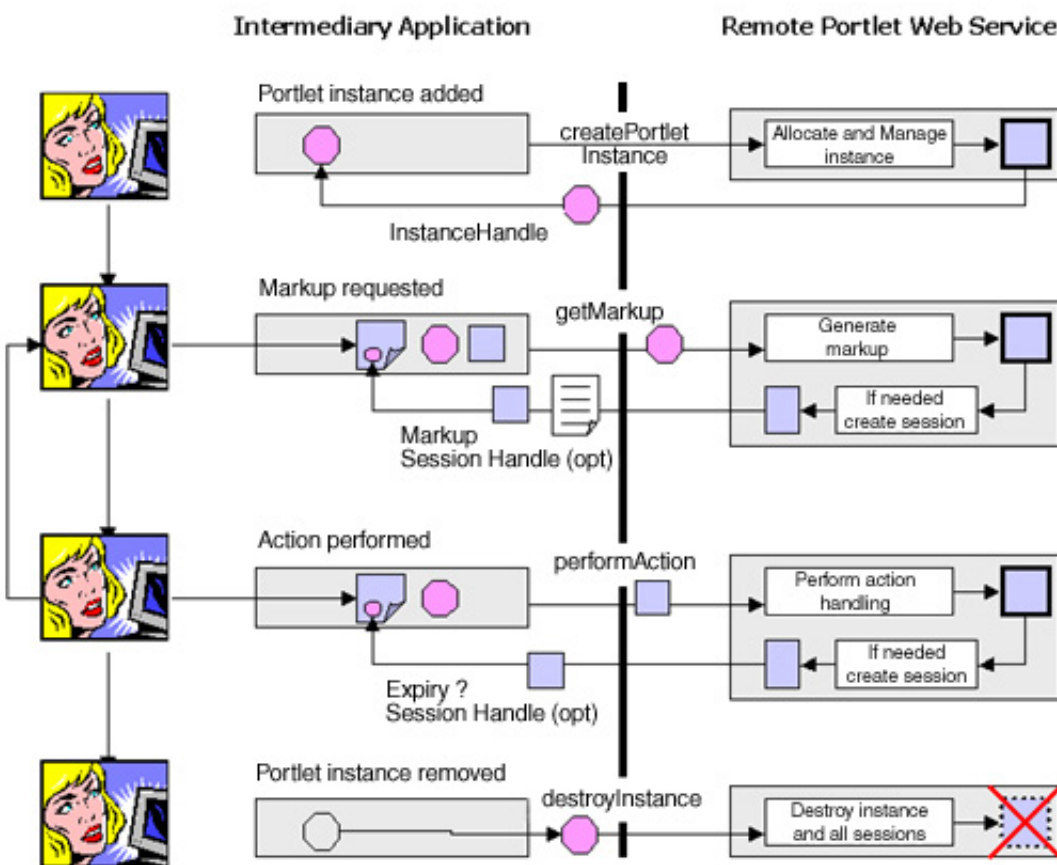 Intermediary Application
Remote Portlet Web Service
Portlet instance added
createPortlet
Instance
Allocate and Manage
instance
InstanceHandle
Markup requested
getMarkup
Generate
markup
If needed
create session
Markup
Session Handle (opt)
Action performed
performAction
Perform action
handling
If needed
create session
Expiry ?
Session Handle (opt)
Portlet instance removed
destroyInstance
Destroy instance
and all sessions